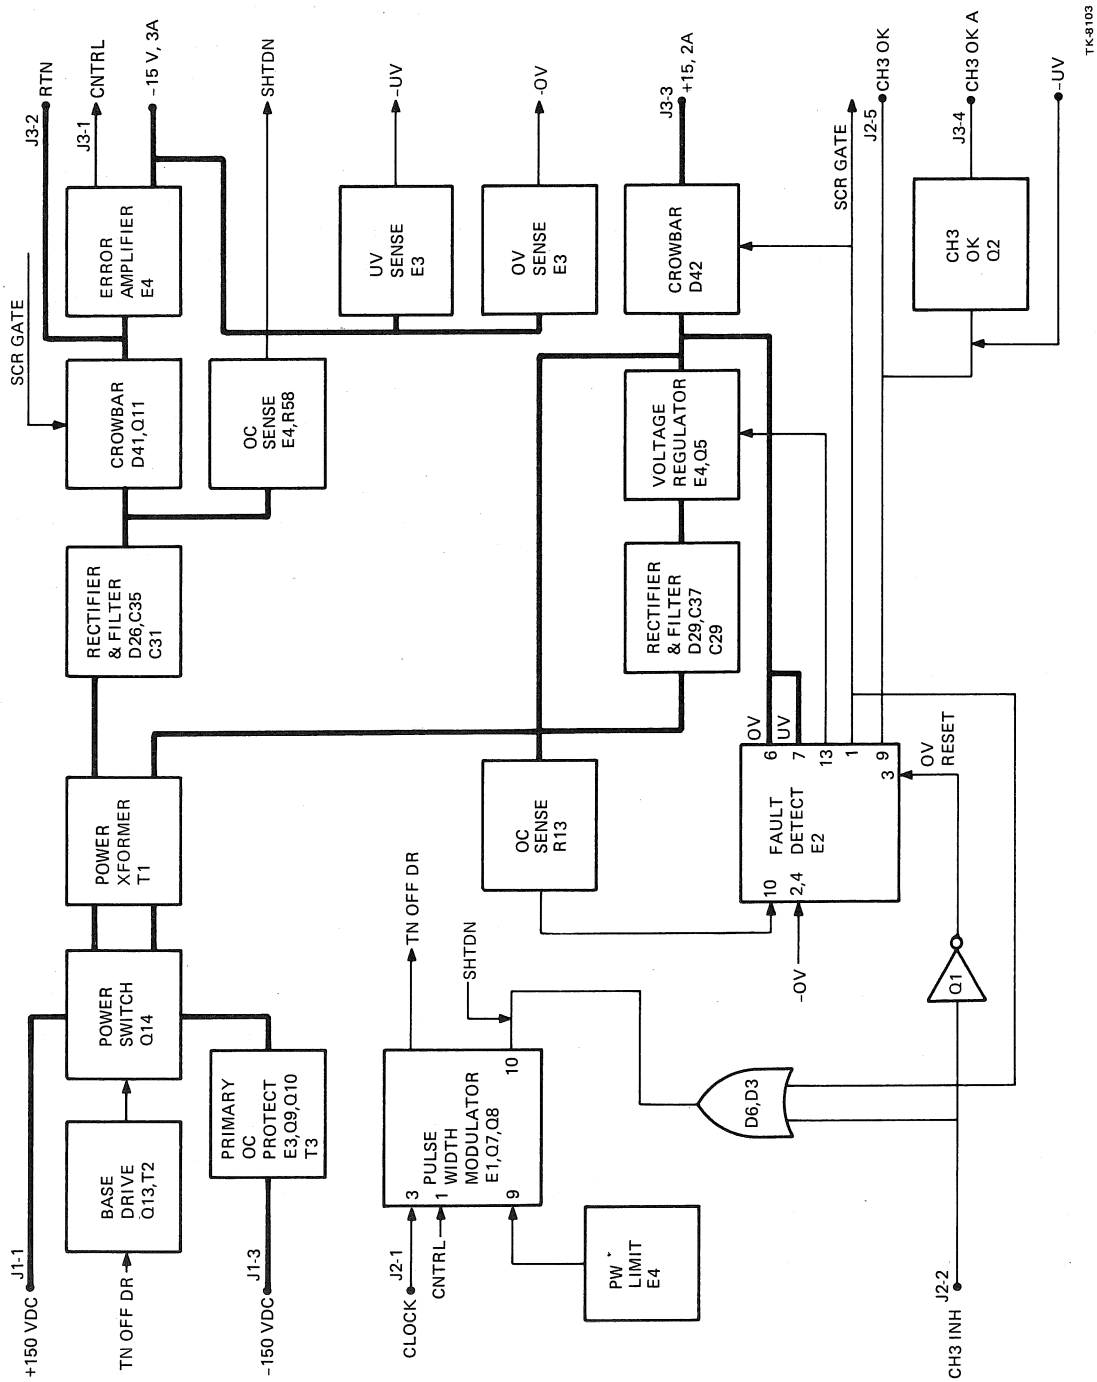 +150 VDC
J1-1
TN OFF DR
BASE
DRIVE
Q13,T2
POWER
SWITCH
Q14
POWER
XFORMER
T1
RECTIFIER
& FILTER
D26,C35
C31
SCR GATE
CROWBAR
D41,Q11
ERROR
AMPLIFIER
E4
J3-2
RTN
J3-1
CNTRL
-15 V, 3A
-150 VDC
J1-3
PRIMARY
OC
PROTECT
E3,Q9,Q10
T3
OC
SENSE
E4,R58
SHTDN
UV
SENSE
E3
-UV
OV
SENSE
E3
-OV
CLOCK
J2-1
CNTRL
3
1
9
PULSE
WIDTH
MODULATOR
E1,Q7,Q8
10
TN OFF DR
SHTDN
PW
LIMIT
E4
OC
SENSE
R13
RECTIFIER
& FILTER
D29,C37
C29
VOLTAGE
REGULATOR
E4,Q5
CROWBAR
D42
J3-3
+15, 2A
D6,D3
-OV
10
2,4
FAULT
DETECT
E2
OV
6
UV
7
13
1
9
3
OV
RESET
SCR GATE
J2-5
CH3 OK
CH3
OK
Q2
J3-4
CH3 OK A
-UV
CH3 INH
J2-2
Q1
TK-8103